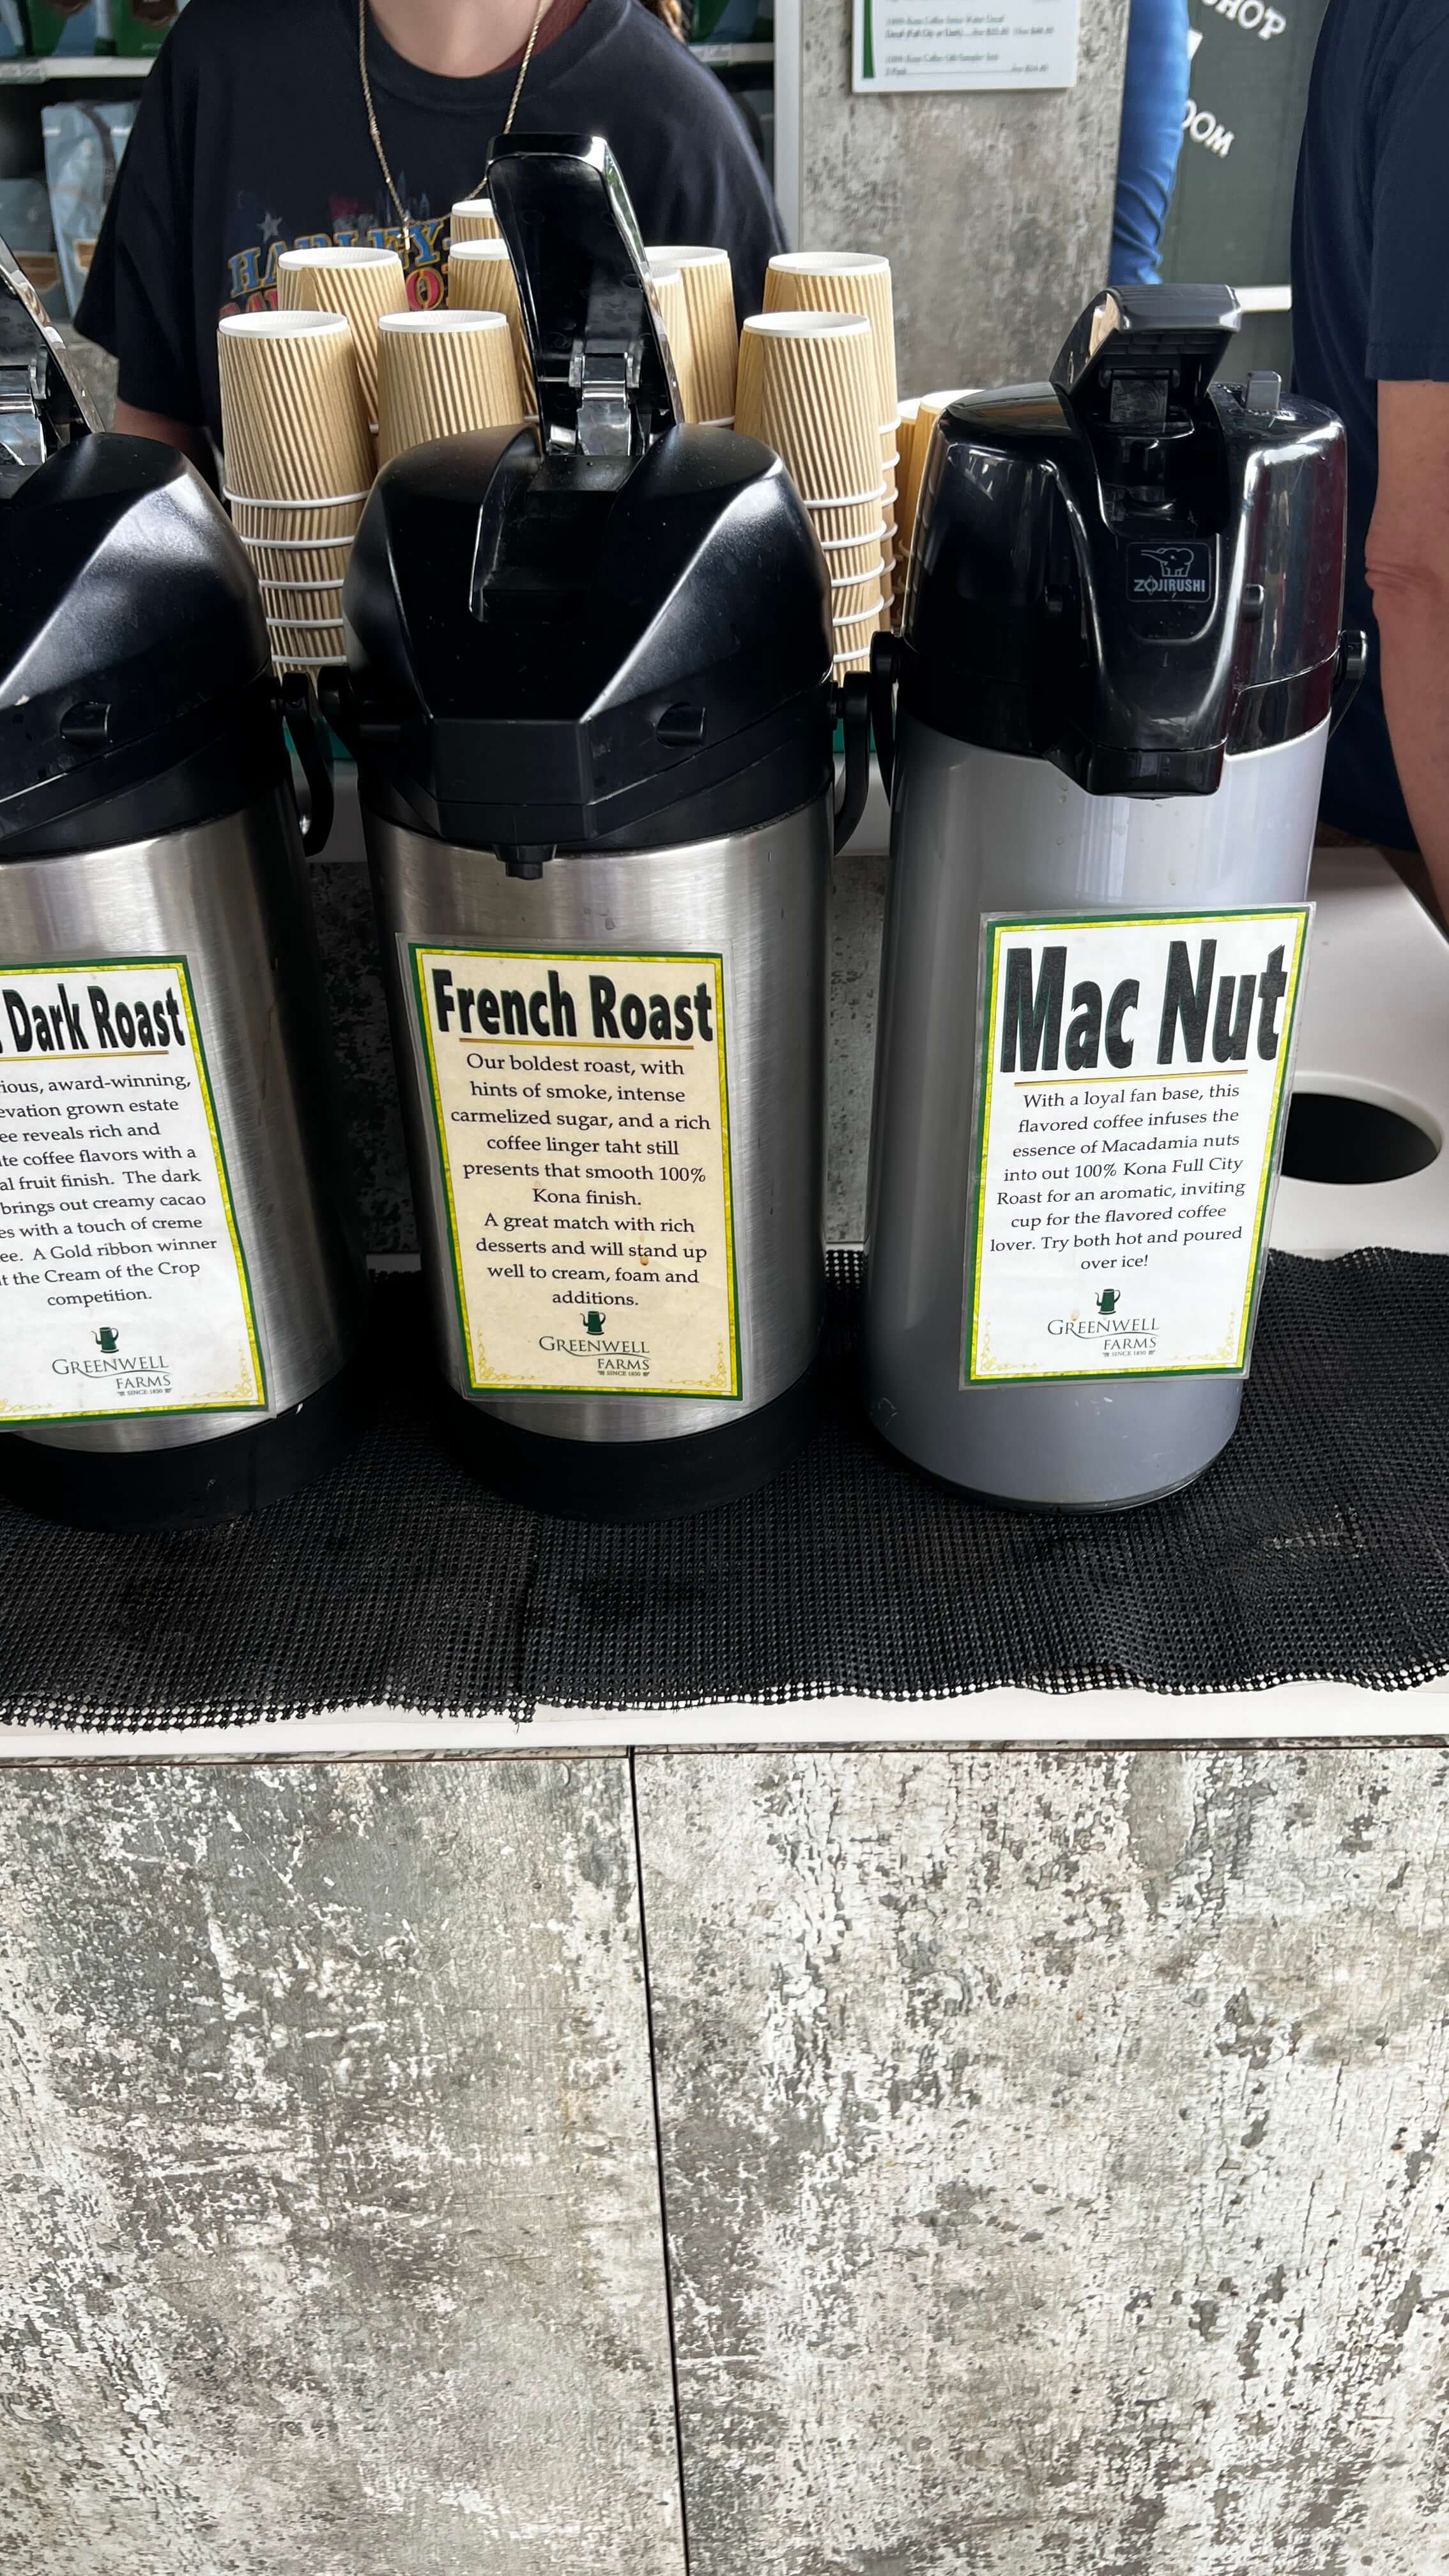 SHOP
OOM
HARLEY-
ZOJIRUSHI
Dark Roast
ious, award-winning,
evation grown estate
ee reveals rich and
te coffee flavors with a
al fruit finish. The dark
brings out creamy cacao
es with a touch of creme
ee. A Gold ribbon winner
t the Cream of the Crop
competition.
GREENWELL
FARMS
SINCE 1850
French Roast
Our boldest roast, with
hints of smoke, intense
carmelized sugar, and a rich
coffee linger taht still
presents that smooth 100%
Kona finish.
A great match with rich
desserts and will stand up
well to cream, foam and
additions.
GREENWELL
FARMS
SINCE 1850
Mac Nut
With a loyal fan base, this
flavored coffee infuses the
essence of Macadamia nuts
into out 100% Kona Full City
Roast for an aromatic, inviting
cup for the flavored coffee
lover. Try both hot and poured
over ice!
GREENWELL
FARMS
SINCE 1850